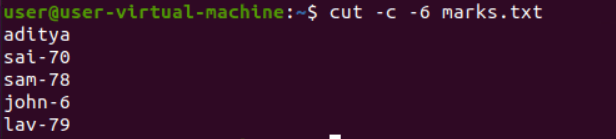 user@user-virtual-machine:~$ cut -c -6 marks.txt
aditya
sai-70
sam-78
john-6
lav-79